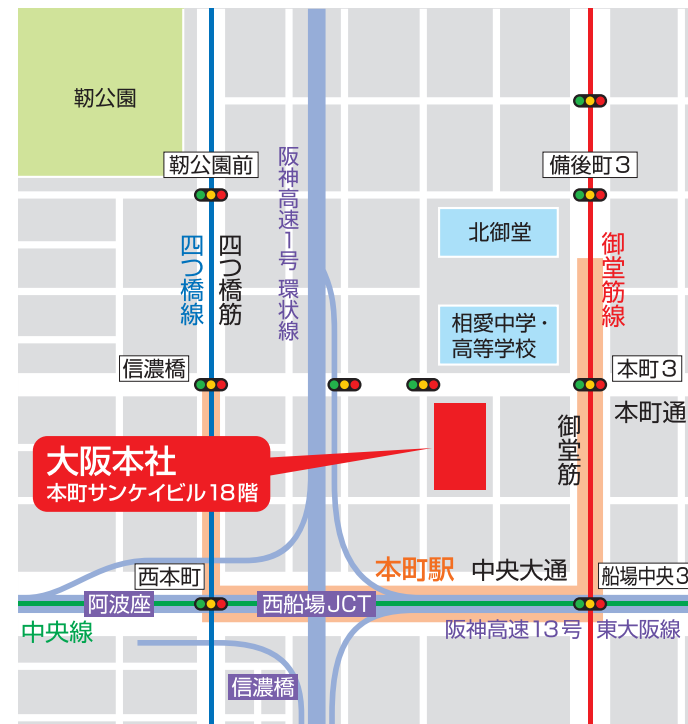 靭公園
靭公園前
備後町3
阪神高速1号 環状線
北御堂
四つ橋線
四つ橋筋
御堂筋線
相愛中学・
高等学校
信濃橋
本町3
本町通
御堂筋
大阪本社
本町サンケイビル18階
西本町
本町駅
中央大通
船場中央3
阿波座
西船場JCT
中央線
阪神高速13号 東大阪線
信濃橋